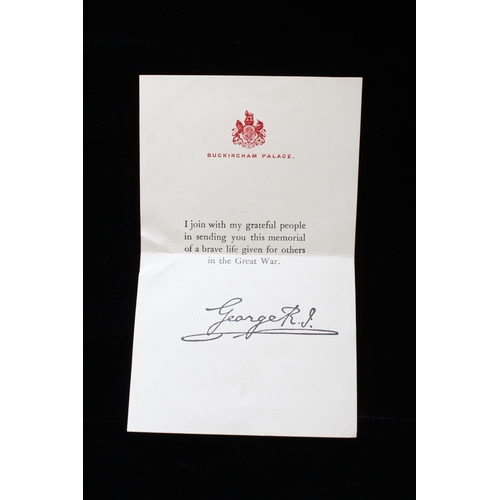 BUCKINGHAM PALACE.
I join with my grateful people
in sending you this memorial
of a brave life given for others
in the Great War.
George R.I.